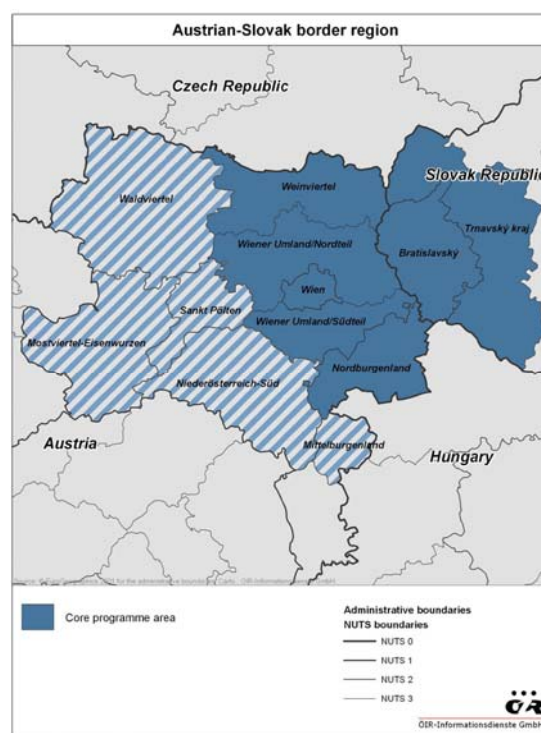 Austrian-Slovak border region
Czech Republic
Weinviertel
Slovak Republic
Waldviertel
Trnavský kraj
Wiener Umland/Nordteil
Bratislavský
Wien
Sankt Pölten
Wiener Umland/Südteil
Mostviertel-Eisenwurzen
Nordburgenland
Niederösterreich-Süd
Austria
Mittelburgenland
Hungary
Core programme area
Administrative boundaries
NUTS boundaries
NUTS 0
NUTS 1
NUTS 2
NUTS 3
ÖIR
ÖIR-Informationsdienste GmbH